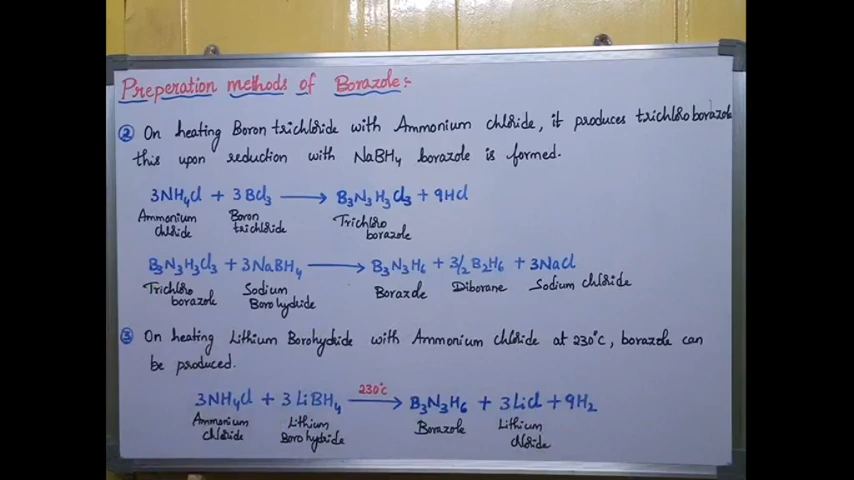 Preperation methods of Borazole:-
② On heating Boron trichloride with Ammonium chloride, it produces trichloroborazole
this upon reduction with NaBH₄ borazole is formed.
3NH₄Cl + 3BCl₃ ⟶ B₃N₃H₃Cl₃ + 9HCl
Ammonium chloride Boron trichloride Trichloro borazole
B₃N₃H₃Cl₃ + 3NaBH₄ ⟶ B₃N₃H₆ + 3/2 B₂H₆ + 3NaCl
Trichloro borazole Sodium Borohydride Borazole Diborane Sodium chloride
③ On heating Lithium Borohydride with Ammonium chloride at 230°C, borazole can
be produced.
3NH₄Cl + 3LiBH₄ ⟶ 230°C B₃N₃H₆ + 3LiCl + 9H₂
Ammonium chloride Lithium Borohydride Borazole Lithium chloride